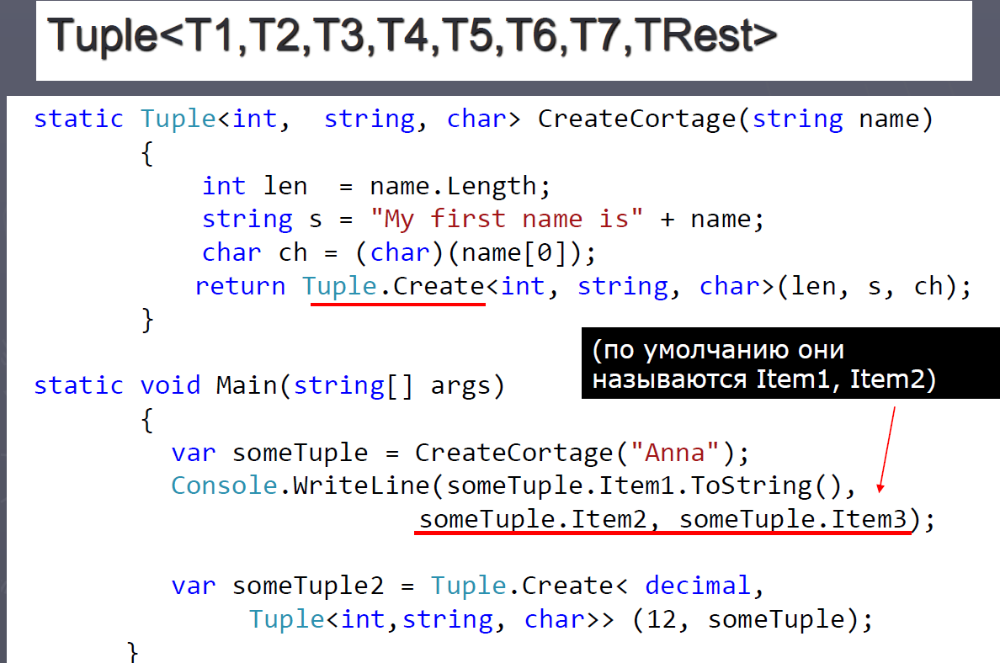 Tuple<T1,T2,T3,T4,T5,T6,T7,TRest>
static Tuple<int,  string, char> CreateCortage(string name)
{
int len  = name.Length;
string s = "My first name is" + name;
char ch = (char)(name[0]);
return Tuple.Create<int, string, char>(len, s, ch);
}
(по умолчанию они
называются Item1, Item2)
static void Main(string[] args)
{
var someTuple = CreateCortage("Anna");
Console.WriteLine(someTuple.Item1.ToString(),
someTuple.Item2, someTuple.Item3);
var someTuple2 = Tuple.Create< decimal,
Tuple<int,string, char>> (12, someTuple);
}